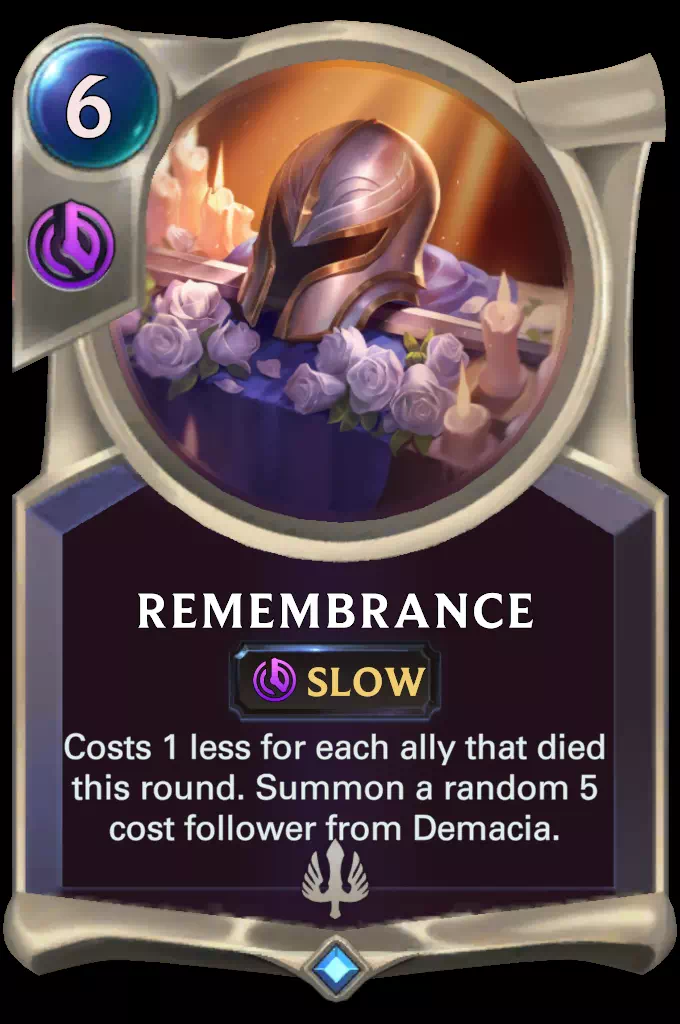 6
REMEMBRANCE
SLOW
Costs 1 less for each ally that died
this round. Summon a random 5
cost follower from Demacia.